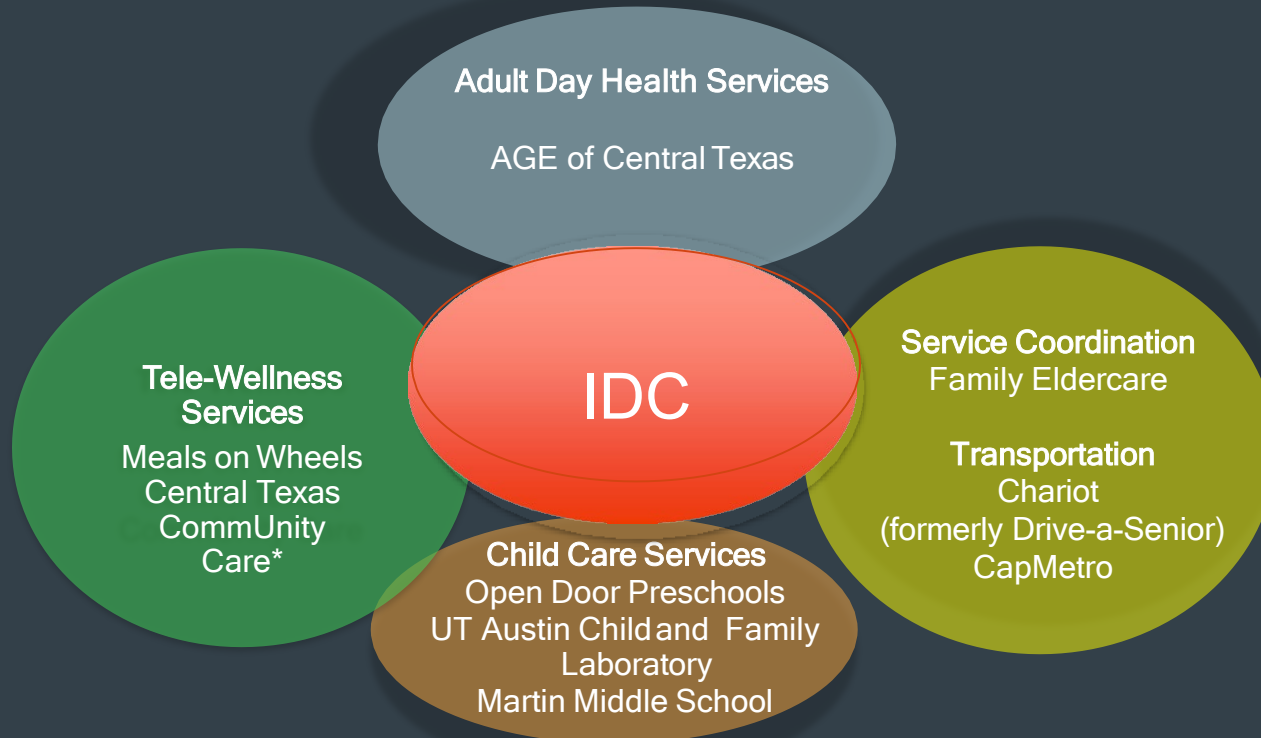 Adult Day Health Services
AGE of Central Texas
IDC
Tele-Wellness
Services
Meals on Wheels
Central Texas
CommUnity
Care*
Service Coordination
Family Eldercare
Transportation
Chariot
(formerly Drive-a-Senior)
CapMetro
Child Care Services
Open Door Preschools
UT Austin Child and Family
Laboratory
Martin Middle School